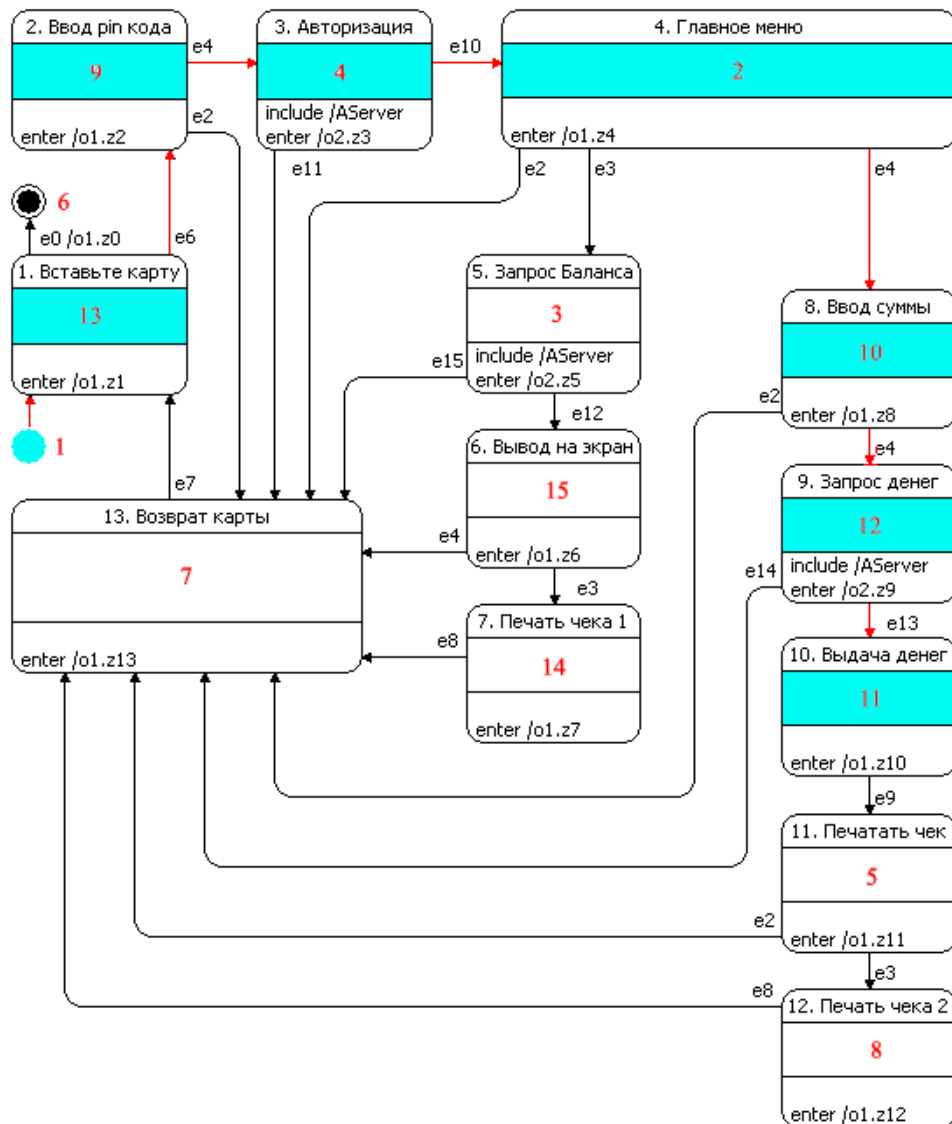 2. Ввод pin кода
9
enter /o1.z2
e4
e2
3. Авторизация
4
include /AServer
enter /o2.z3
e10
e11
4. Главное меню
2
enter /o1.z4
e2
e3
e4
6
e0 /o1.z0
e6
1. Вставьте карту
13
enter /o1.z1
1
e7
5. Запрос Баланса
3
include /AServer
enter /o2.z5
e15
e12
8. Ввод суммы
10
enter /o1.z8
e2
e4
6. Вывод на экран
15
enter /o1.z6
e4
e3
9. Запрос денег
12
include /AServer
enter /o2.z9
e14
e13
13. Возврат карты
7
enter /o1.z13
7. Печать чека 1
14
enter /o1.z7
e8
10. Выдача денег
11
enter /o1.z10
e9
11. Печатать чек
5
enter /o1.z11
e2
e3
12. Печать чека 2
8
enter /o1.z12
e8